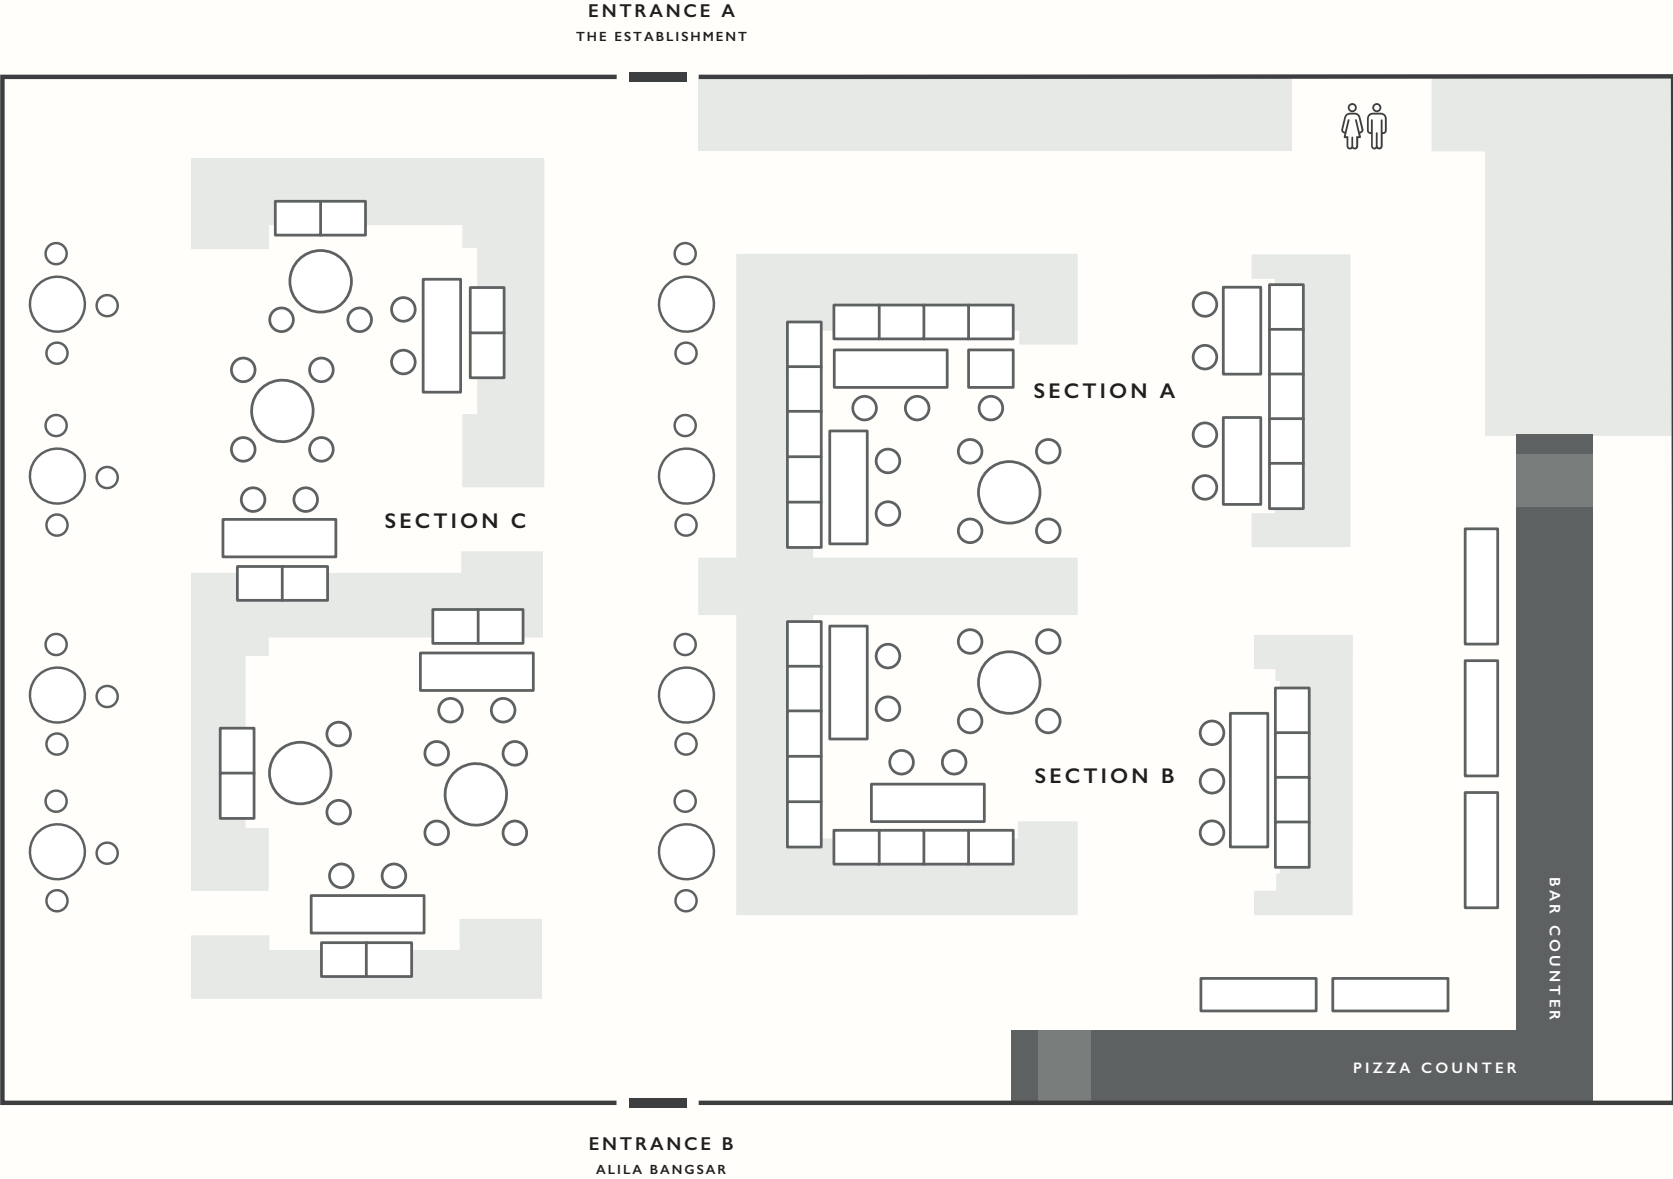 ENTRANCE A
THE ESTABLISHMENT
SECTION A
SECTION C
SECTION B
BAR COUNTER
PIZZA COUNTER
ENTRANCE B
ALILA BANGSAR